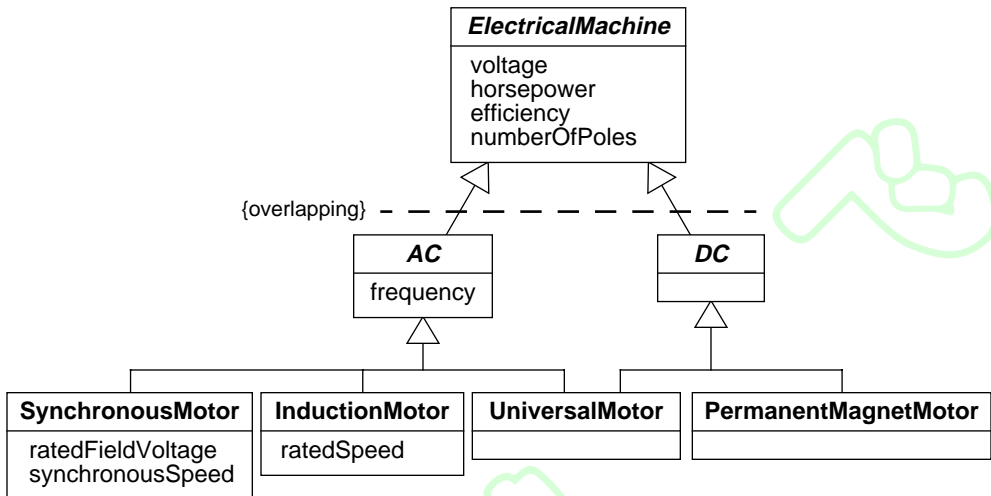 ElectricalMachine
voltage
horsepower
efficiency
numberOfPoles
{overlapping}
AC
frequency
DC
SynchronousMotor
ratedFieldVoltage
synchronousSpeed
InductionMotor
ratedSpeed
UniversalMotor
PermanentMagnetMotor